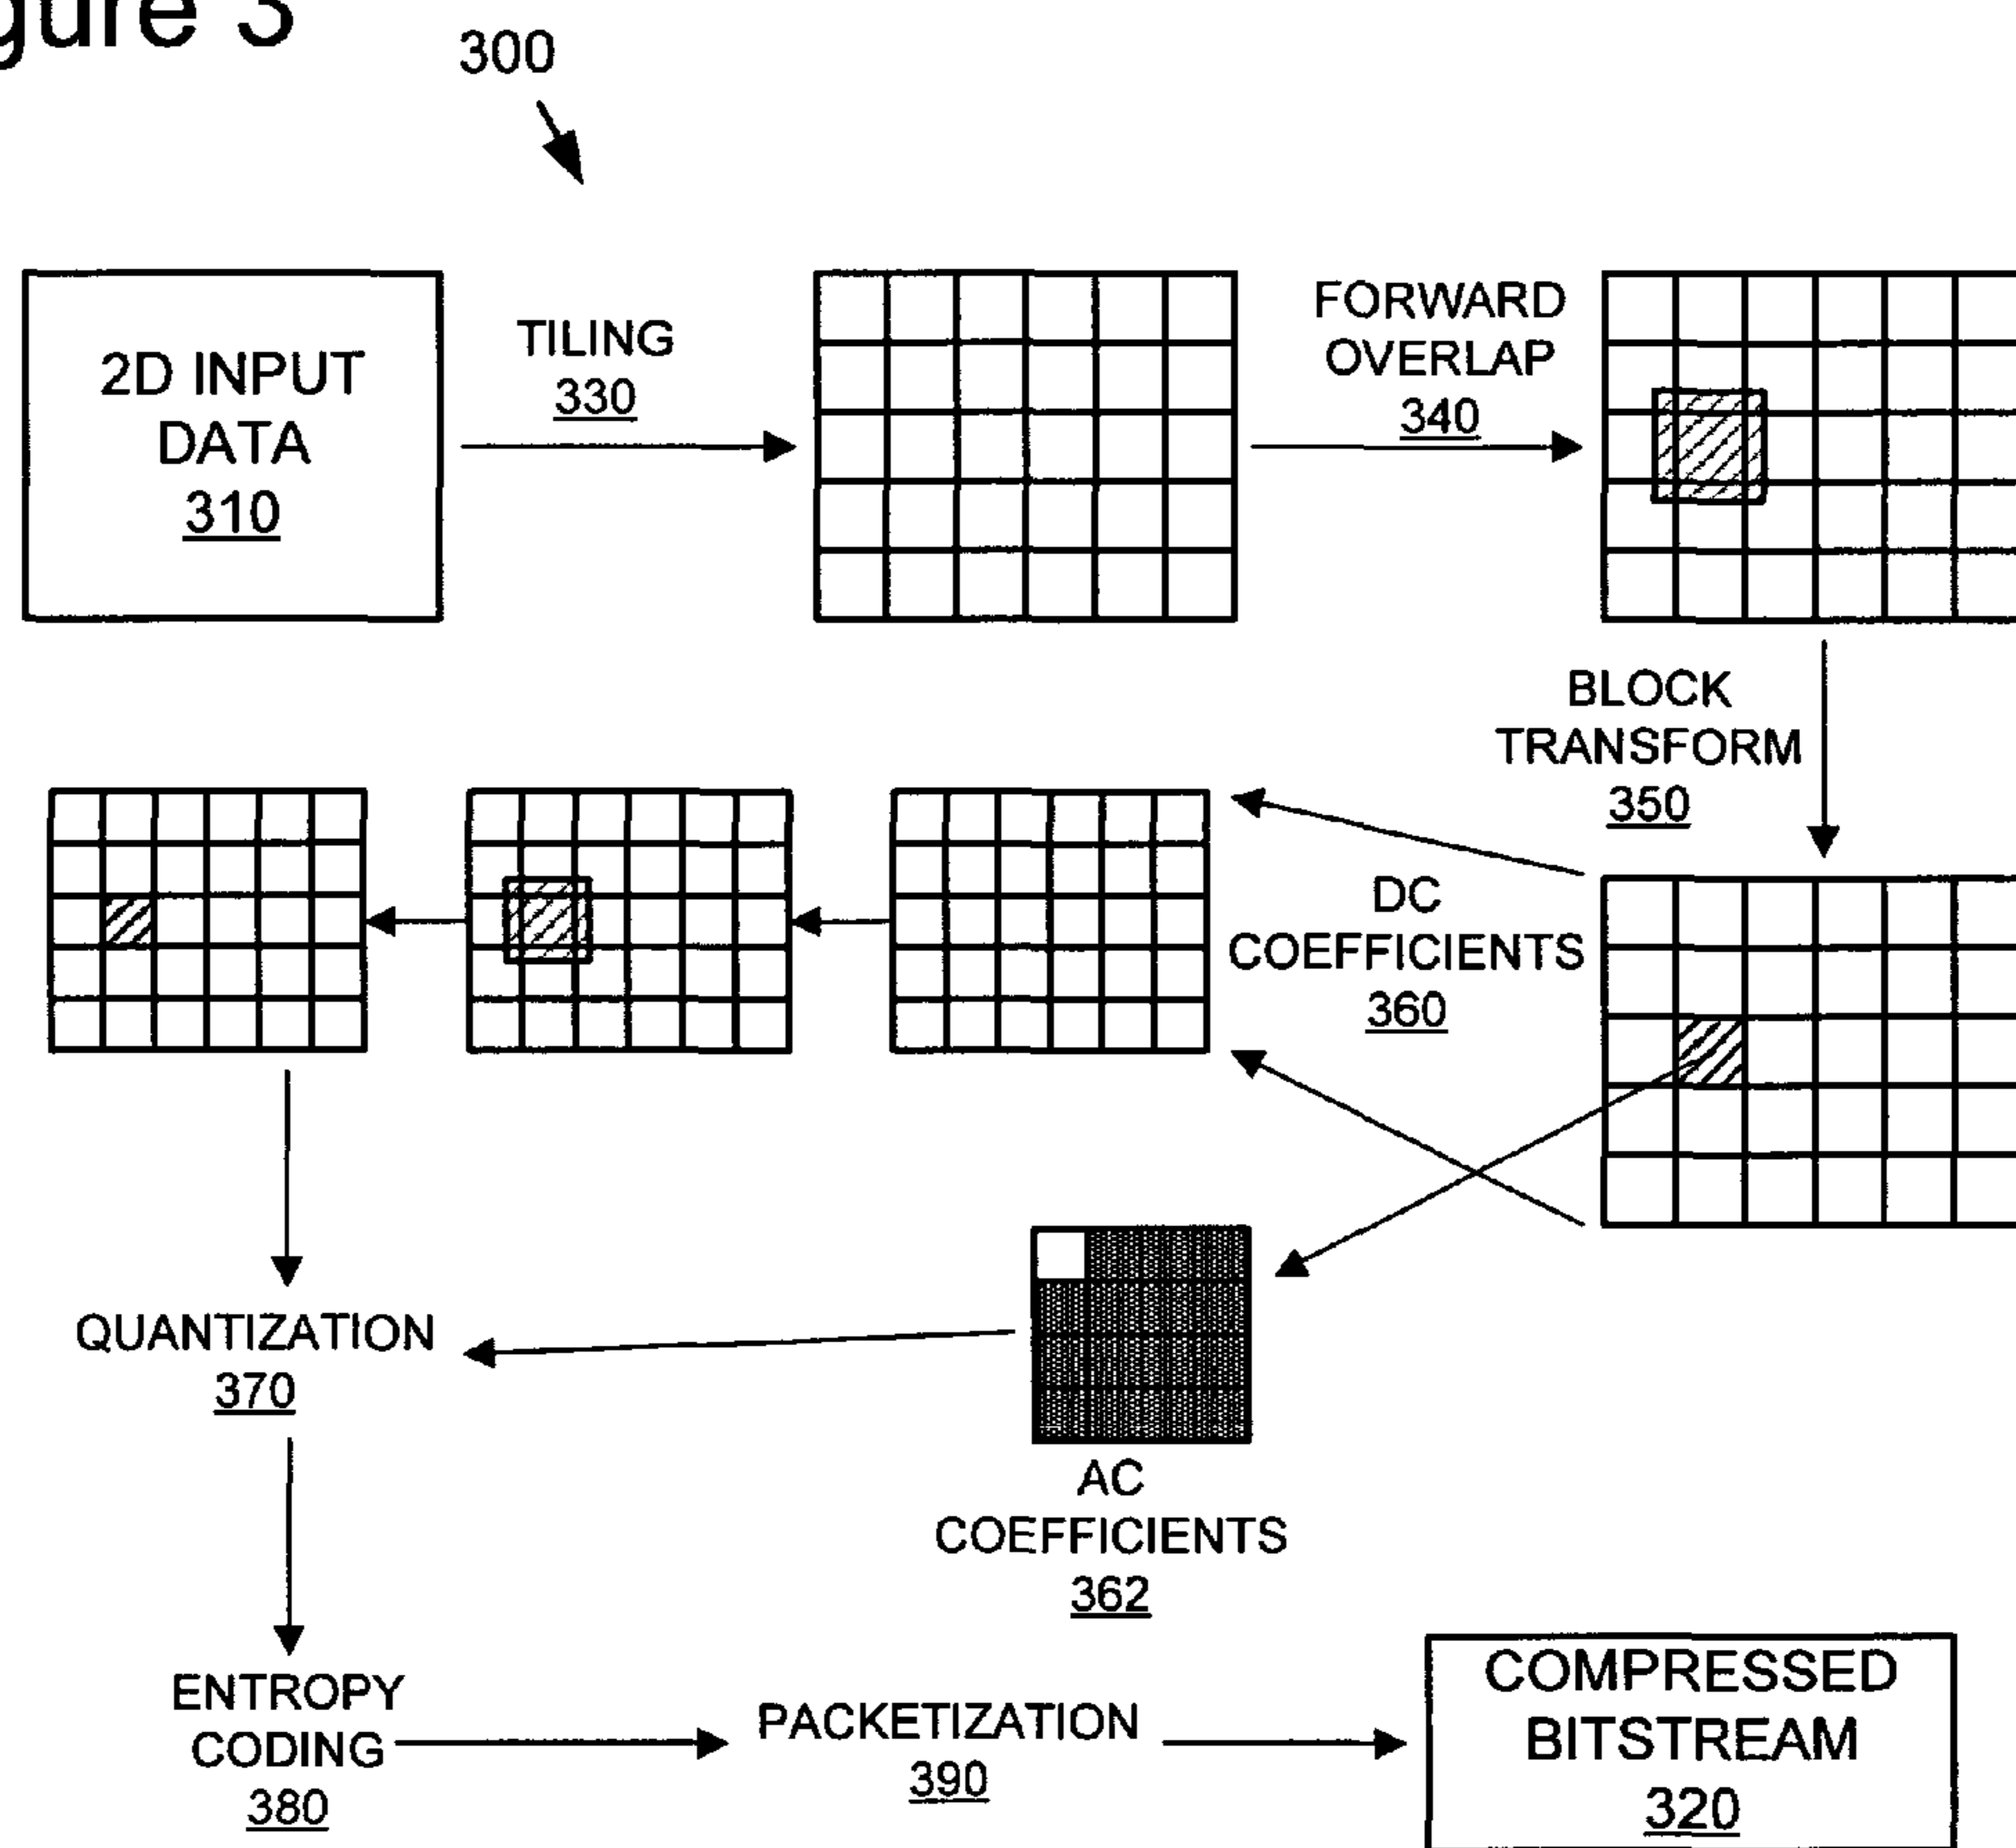 gure 3
300
2D INPUT
DATA
310
TILING
330
FORWARD
OVERLAP
340
BLOCK
TRANSFORM
350
DC
COEFFICIENTS
360
QUANTIZATION
370
AC
COEFFICIENTS
362
ENTROPY
CODING
380
PACKETIZATION
390
COMPRESSED
BITSTREAM
320